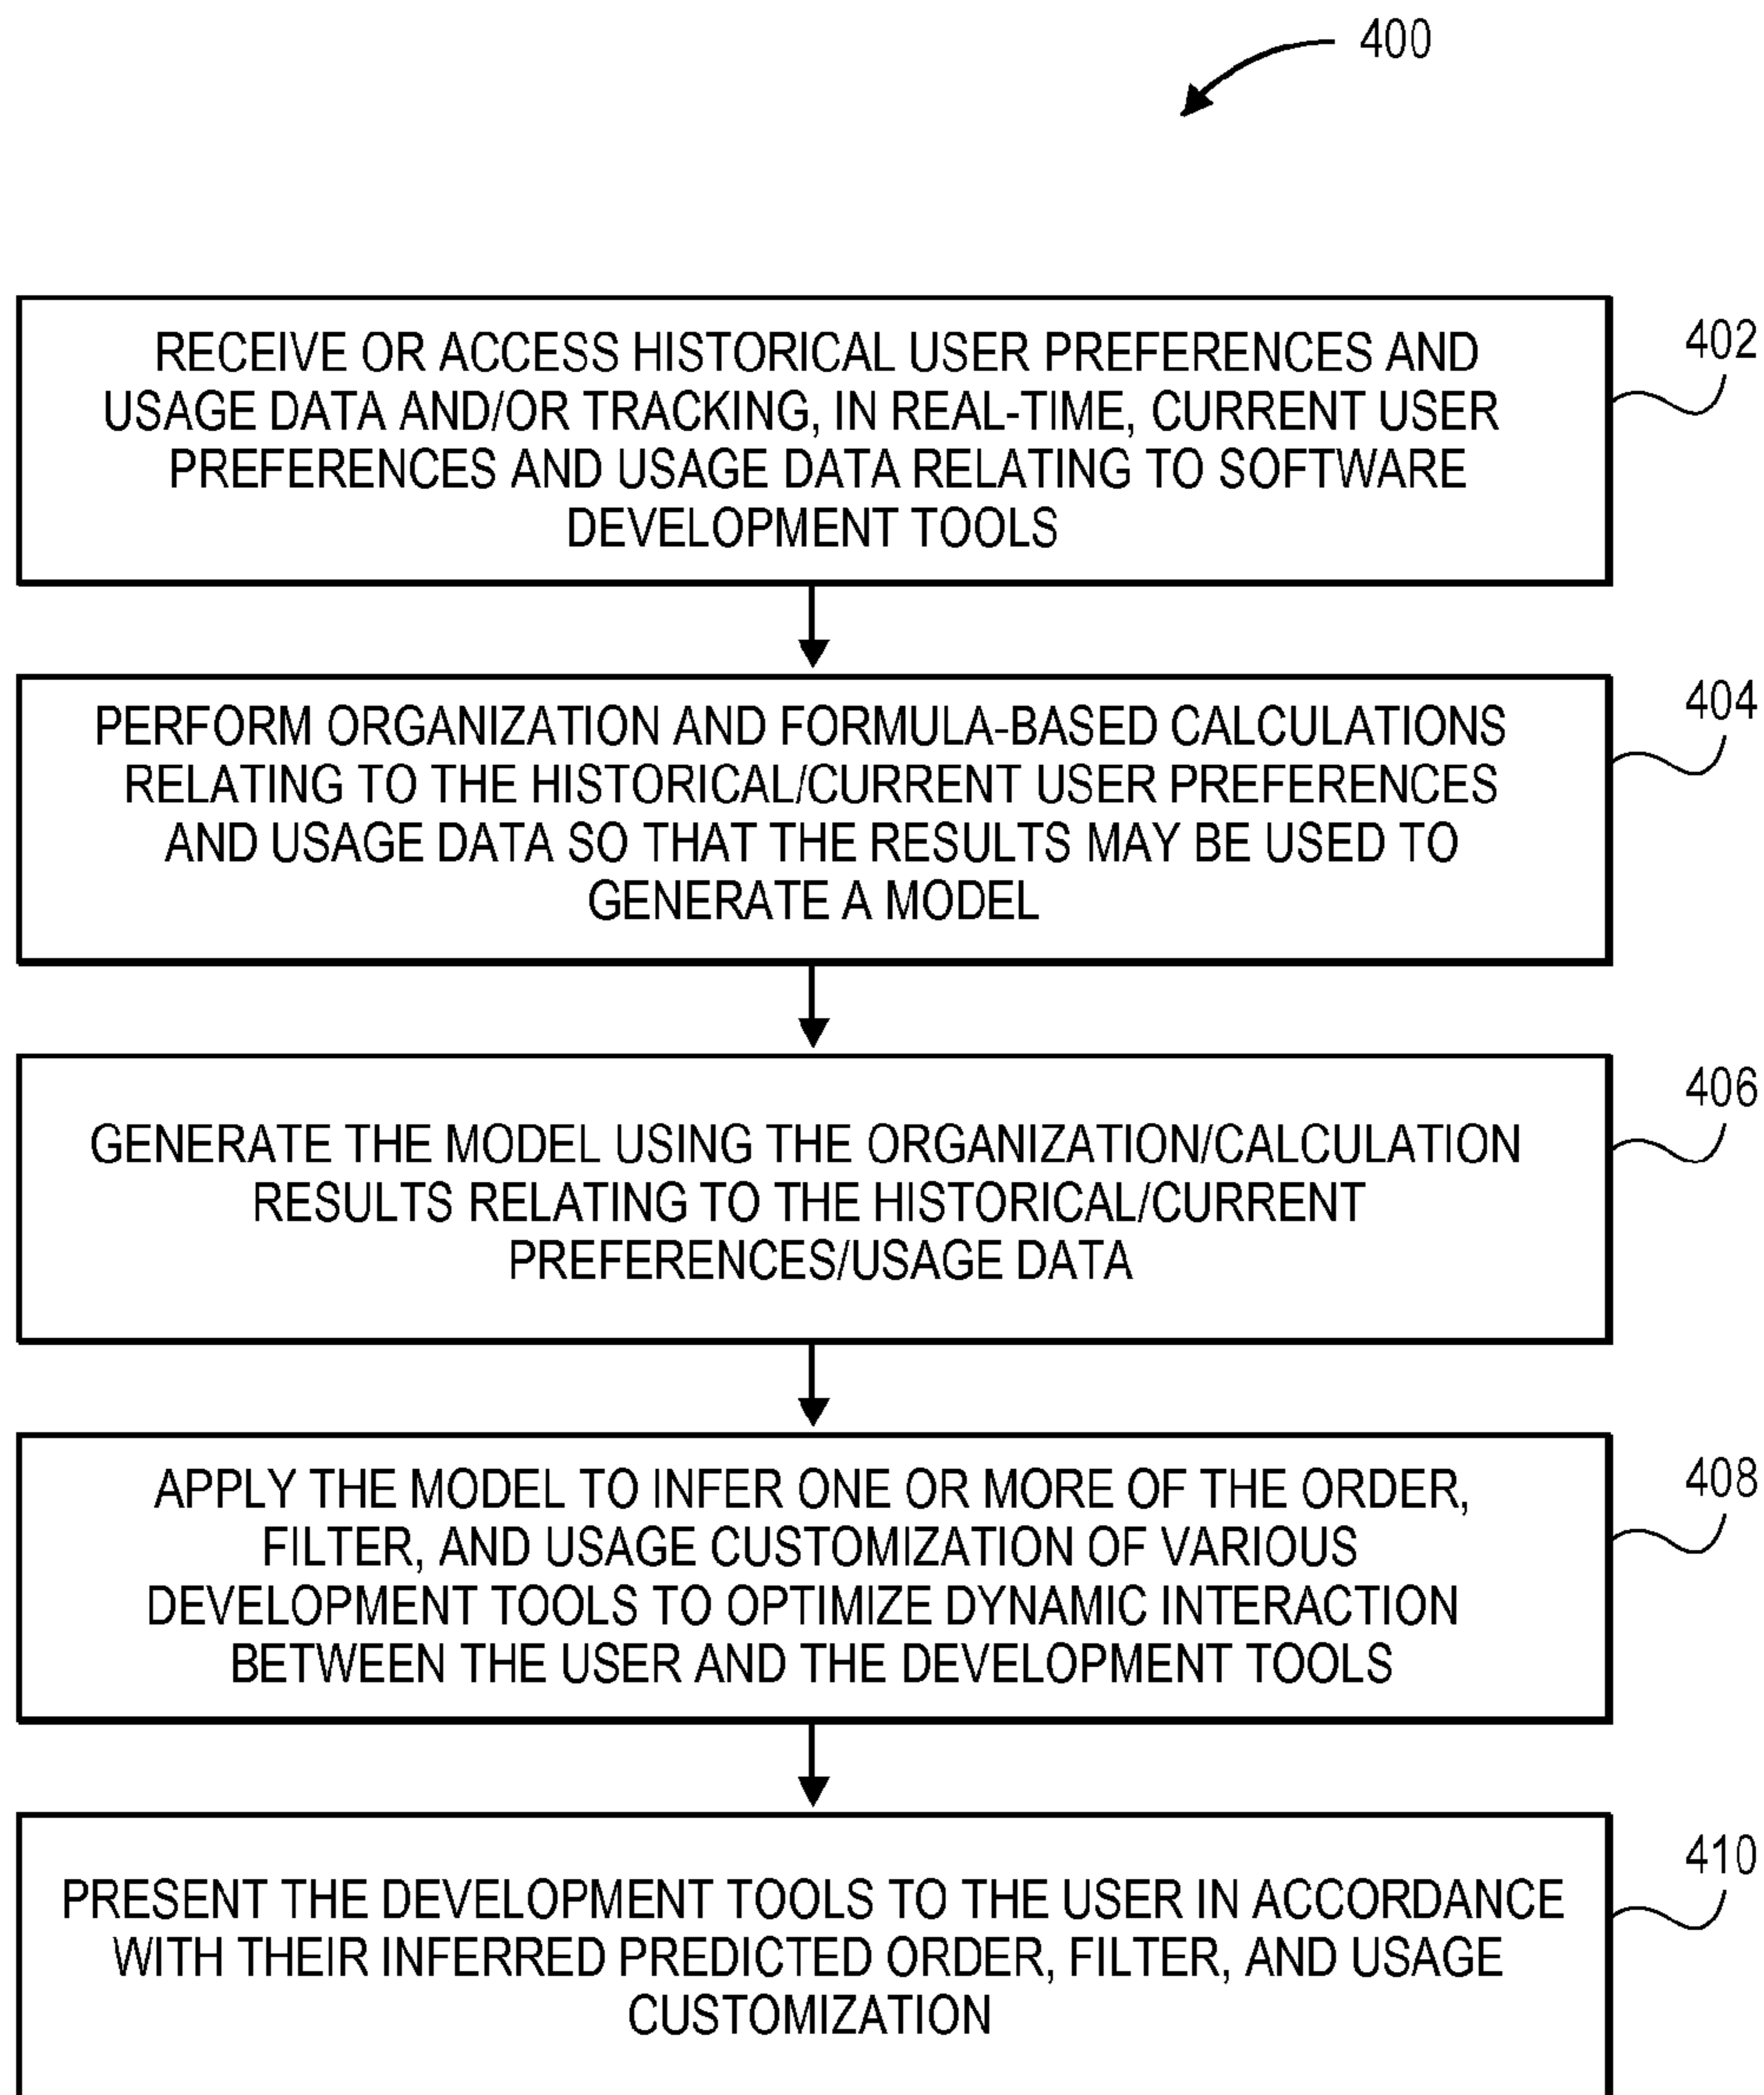 400
RECEIVE OR ACCESS HISTORICAL USER PREFERENCES AND
USAGE DATA AND/OR TRACKING, IN REAL-TIME, CURRENT USER
PREFERENCES AND USAGE DATA RELATING TO SOFTWARE
DEVELOPMENT TOOLS
402
PERFORM ORGANIZATION AND FORMULA-BASED CALCULATIONS
RELATING TO THE HISTORICAL/CURRENT USER PREFERENCES
AND USAGE DATA SO THAT THE RESULTS MAY BE USED TO
GENERATE A MODEL
404
GENERATE THE MODEL USING THE ORGANIZATION/CALCULATION
RESULTS RELATING TO THE HISTORICAL/CURRENT
PREFERENCES/USAGE DATA
406
APPLY THE MODEL TO INFER ONE OR MORE OF THE ORDER,
FILTER, AND USAGE CUSTOMIZATION OF VARIOUS
DEVELOPMENT TOOLS TO OPTIMIZE DYNAMIC INTERACTION
BETWEEN THE USER AND THE DEVELOPMENT TOOLS
408
PRESENT THE DEVELOPMENT TOOLS TO THE USER IN ACCORDANCE
WITH THEIR INFERRED PREDICTED ORDER, FILTER, AND USAGE
CUSTOMIZATION
410